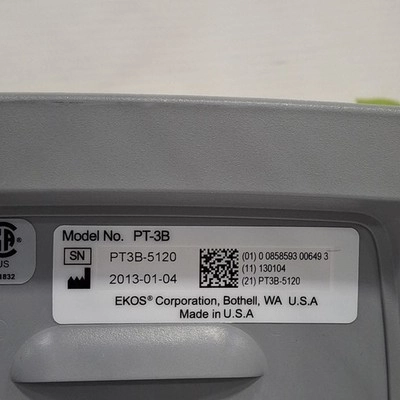 Model No. PT-3B
SN PT3B-5120
2013-01-04
(01) 0 0858593 00649 3
(11) 130104
(21) PT3B-5120
EKOS® Corporation, Bothell, WA U.S.A
Made in U.S.A
US